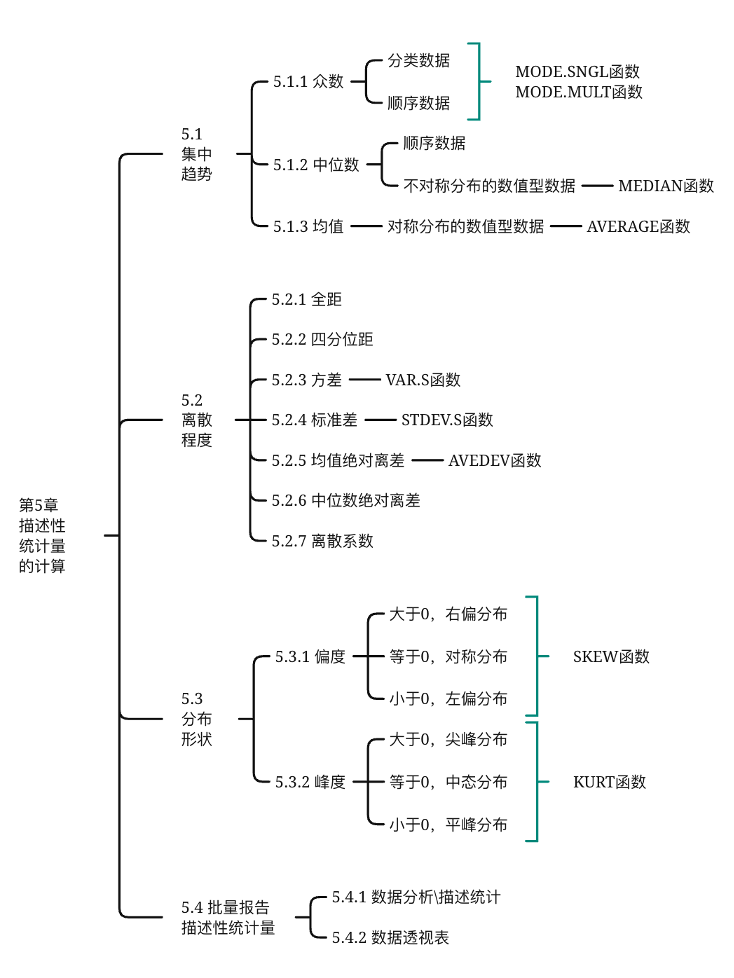 第5章
描述性
统计量
的计算
5.1
集中
趋势
5.1.1 众数
分类数据
顺序数据
MODE.SNGL函数
MODE.MULT函数
5.1.2 中位数
顺序数据
不对称分布的数值型数据
MEDIAN函数
5.1.3 均值
对称分布的数值型数据
AVERAGE函数
5.2
离散
程度
5.2.1 全距
5.2.2 四分位距
5.2.3 方差
VAR.S函数
5.2.4 标准差
STDEV.S函数
5.2.5 均值绝对离差
AVEDEV函数
5.2.6 中位数绝对离差
5.2.7 离散系数
5.3
分布
形状
5.3.1 偏度
大于0，右偏分布
等于0，对称分布
小于0，左偏分布
SKEW函数
5.3.2 峰度
大于0，尖峰分布
等于0，中态分布
小于0，平峰分布
KURT函数
5.4 批量报告
描述性统计量
5.4.1 数据分析\描述统计
5.4.2 数据透视表